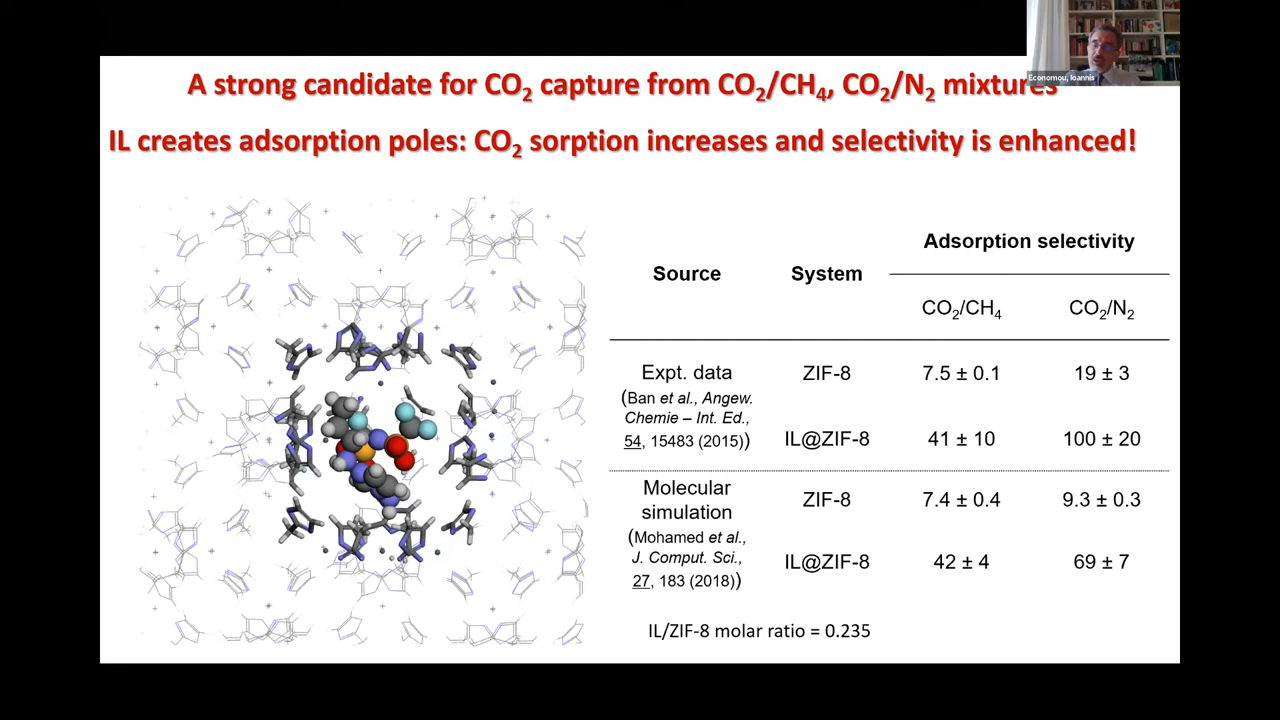 A strong candidate for CO₂ capture from CO₂/CH₄, CO₂/N₂ mixtures
Economou, Ioannis
IL creates adsorption poles: CO₂ sorption increases and selectivity is enhanced!
Source System Adsorption selectivity
CO₂/CH₄ CO₂/N₂
Expt. data ZIF-8 7.5 ± 0.1 19 ± 3
(Ban et al., Angew.
Chemie – Int. Ed.,
54, 15483 (2015)) IL@ZIF-8 41 ± 10 100 ± 20
Molecular
simulation ZIF-8 7.4 ± 0.4 9.3 ± 0.3
(Mohamed et al.,
J. Comput. Sci.,
27, 183 (2018)) IL@ZIF-8 42 ± 4 69 ± 7
IL/ZIF-8 molar ratio = 0.235